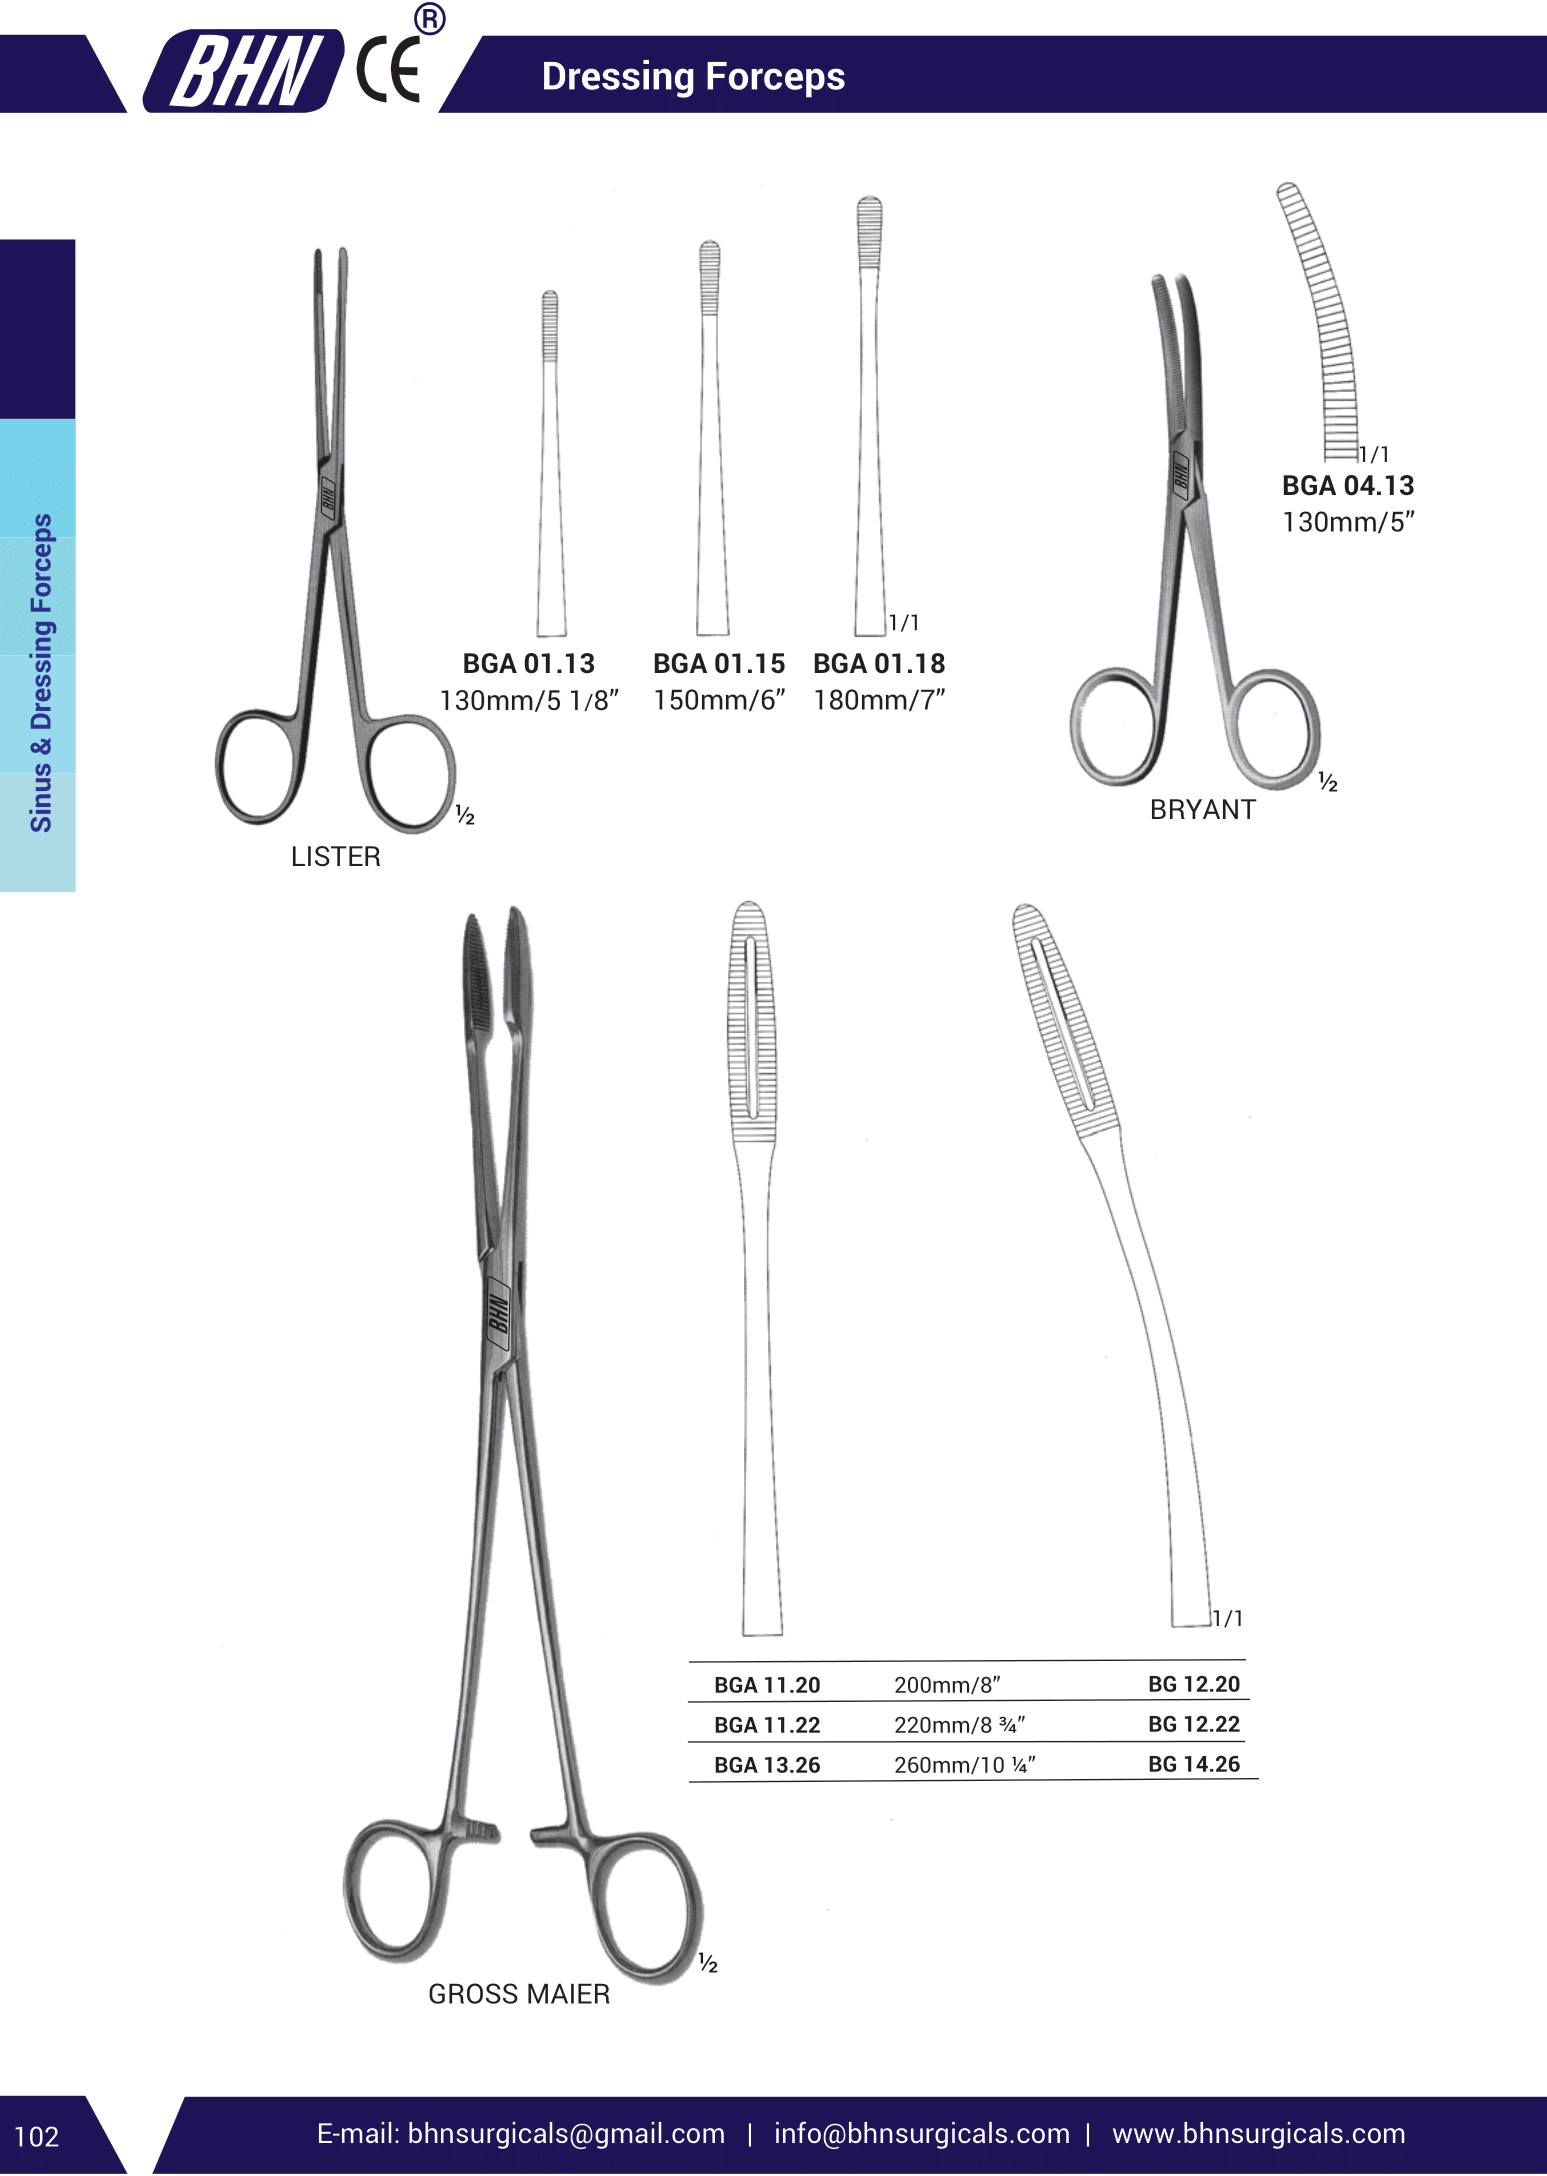 BHN CE ®
Dressing Forceps
Sinus & Dressing Forceps
BHN
BHN
1/1
BGA 04.13
130mm/5”
1/1
BGA 01.13 BGA 01.15 BGA 01.18
130mm/5 1/8” 150mm/6” 180mm/7”
½
BRYANT
½
LISTER
BHN
1/1
BGA 11.20 200mm/8” BG 12.20
BGA 11.22 220mm/8 ¾” BG 12.22
BGA 13.26 260mm/10 ¼” BG 14.26
½
GROSS MAIER
102
E-mail: bhnsurgicals@gmail.com | info@bhnsurgicals.com | www.bhnsurgicals.com